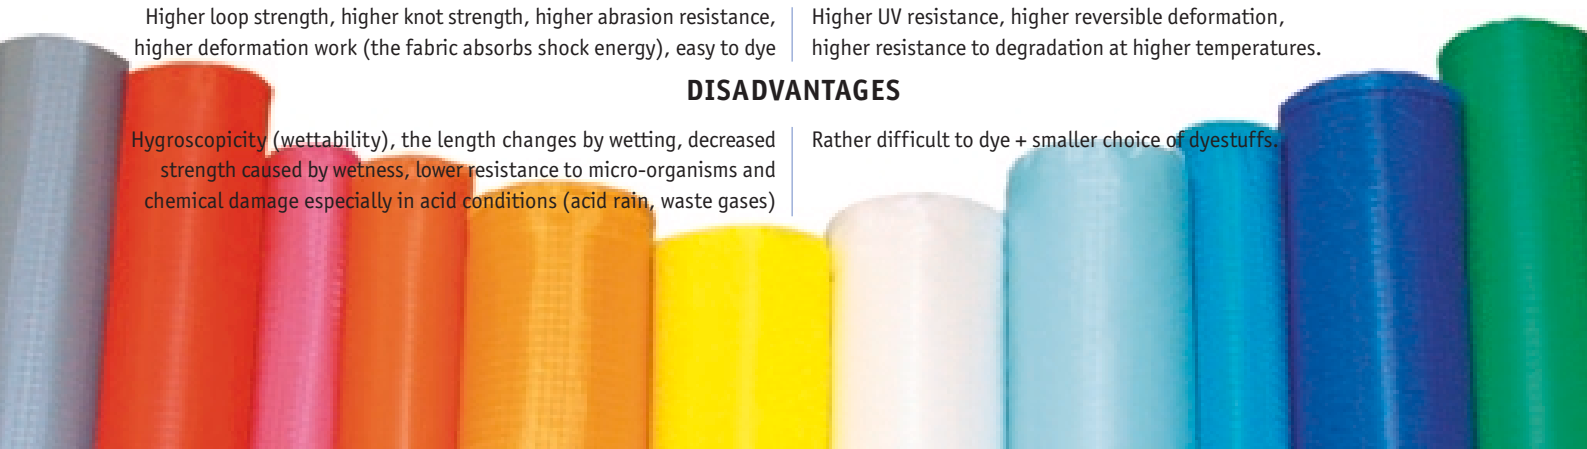 Higher loop strength, higher knot strength, higher abrasion resistance,
higher deformation work (the fabric absorbs shock energy), easy to dye
Higher UV resistance, higher reversible deformation,
higher resistance to degradation at higher temperatures.
DISADVANTAGES
Hygroscopicity (wettability), the length changes by wetting, decreased
strength caused by wetness, lower resistance to micro-organisms and
chemical damage especially in acid conditions (acid rain, waste gases)
Rather difficult to dye + smaller choice of dyestuffs.